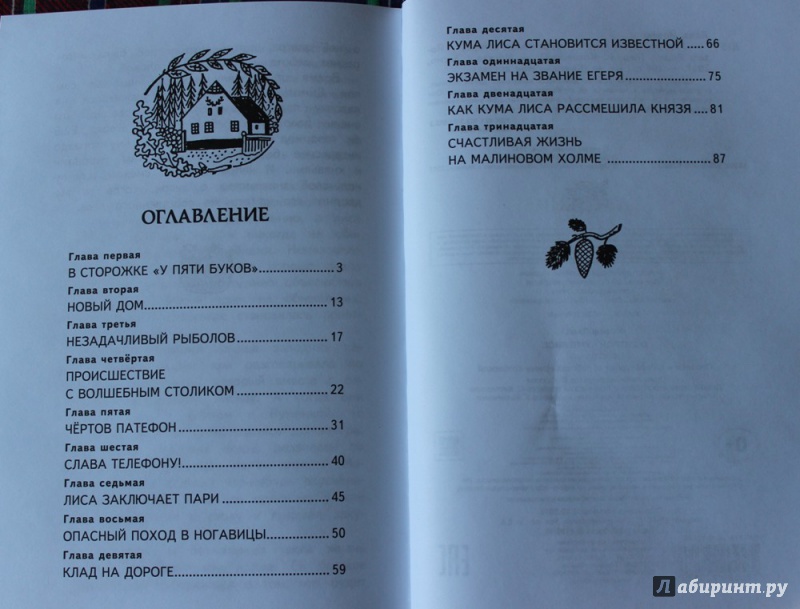 ОГЛАВЛЕНИЕ
Глава первая
В СТОРОЖКЕ «У ПЯТИ БУКОВ».....3
Глава вторая
НОВЫЙ ДОМ.....13
Глава третья
НЕЗАДАЧЛИВЫЙ РЫБОЛОВ.....17
Глава четвёртая
ПРОИСШЕСТВИЕ
С ВОЛШЕБНЫМ СТОЛИКОМ.....22
Глава пятая
ЧЁРТОВ ПАТЕФОН.....31
Глава шестая
СЛАВА ТЕЛЕФОНУ!.....40
Глава седьмая
ЛИСА ЗАКЛЮЧАЕТ ПАРИ.....45
Глава восьмая
ОПАСНЫЙ ПОХОД В НОГАВИЦЫ.....50
Глава девятая
КЛАД НА ДОРОГЕ.....59
Глава десятая
КУМА ЛИСА СТАНОВИТСЯ ИЗВЕСТНОЙ.....66
Глава одиннадцатая
ЭКЗАМЕН НА ЗВАНИЕ ЕГЕРЯ.....75
Глава двенадцатая
КАК КУМА ЛИСА РАССМЕШИЛА КНЯЗЯ.....81
Глава тринадцатая
СЧАСТЛИВАЯ ЖИЗНЬ
НА МАЛИНОВОМ ХОЛМЕ.....87
Лабиринт.ру